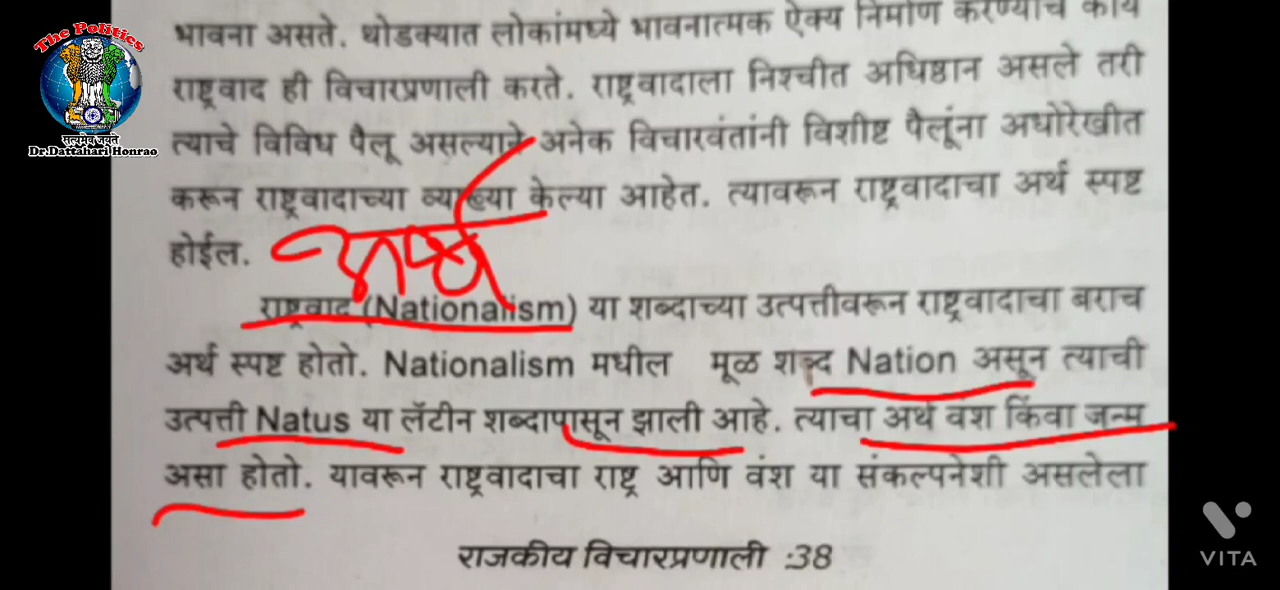 The Politics
सत्यमेव जयते
Dr.Dattahari Honrao
भावना असते. थोडक्यात लोकांमध्ये भावनात्मक ऐक्य निर्माण करण्याचे कार्य
राष्ट्रवाद ही विचारप्रणाली करते. राष्ट्रवादाला निश्चीत अधिष्ठान असले तरी
त्याचे विविध पैलू असल्याने अनेक विचारवंतांनी विशीष्ट पैलूंना अधोरेखीत
करून राष्ट्रवादाच्या व्याख्या केल्या आहेत. त्यावरून राष्ट्रवादाचा अर्थ स्पष्ट
होईल.
अर्थ
राष्ट्रवाद (Nationalism) या शब्दाच्या उत्पत्तीवरून राष्ट्रवादाचा बराच
अर्थ स्पष्ट होतो. Nationalism मधील मूळ शब्द Nation असून त्याची
उत्पत्ती Natus या लॅटीन शब्दापासून झाली आहे. त्याचा अर्थ वंश किंवा जन्म
असा होतो. यावरून राष्ट्रवादाचा राष्ट्र आणि वंश या संकल्पनेशी असलेला
राजकीय विचारप्रणाली :38
VITA